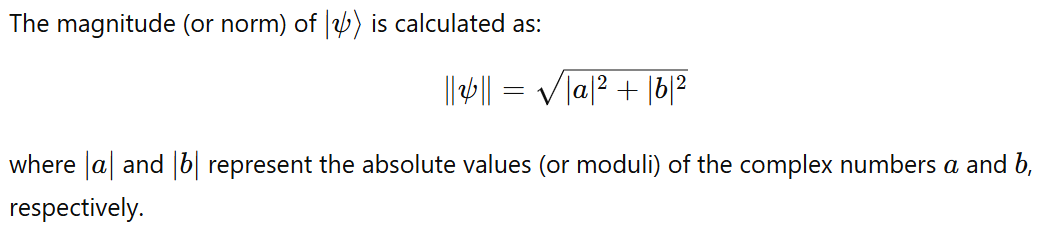 The magnitude (or norm) of |ψ⟩ is calculated as:
‖ψ‖ = √|a|² + |b|²
where |a| and |b| represent the absolute values (or moduli) of the complex numbers a and b,
respectively.